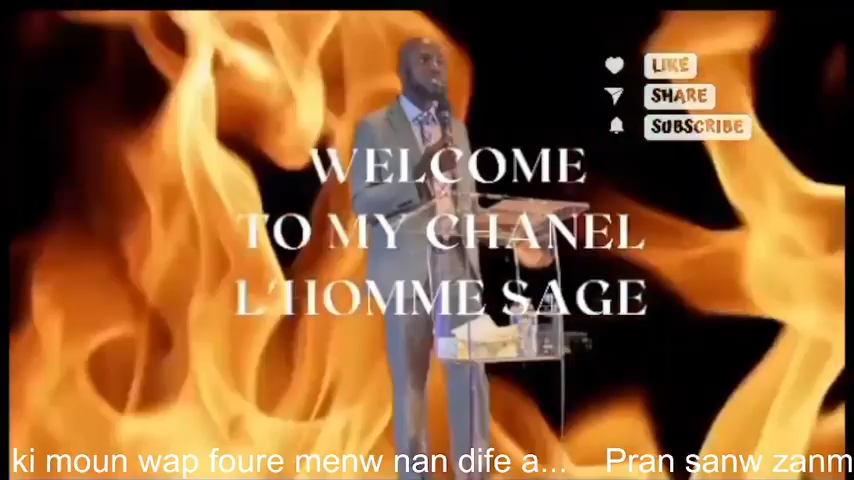 LIKE
SHARE
SUBSCRIBE
WELCOME
TO MY CHANEL
L'HOMME SAGE
ki moun wap foure menw nan dife a... Pran sanw zanm